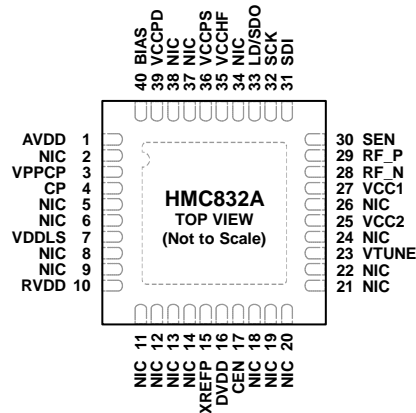 40 BIAS
39 VCCPD
38 NIC
37 NIC
36 VCCPS
35 VCCHF
34 NIC
33 LD/SDO
32 SCK
31 SDI
AVDD 1
NIC 2
VPPCP 3
CP 4
NIC 5
NIC 6
VDDLS 7
NIC 8
NIC 9
RVDD 10
HMC832A
TOP VIEW
(Not to Scale)
30 SEN
29 RF_P
28 RF_N
27 VCC1
26 NIC
25 VCC2
24 NIC
23 VTUNE
22 NIC
21 NIC
NIC 11
NIC 12
NIC 13
NIC 14
XREFP 15
DVDD 16
CEN 17
NIC 18
NIC 19
NIC 20